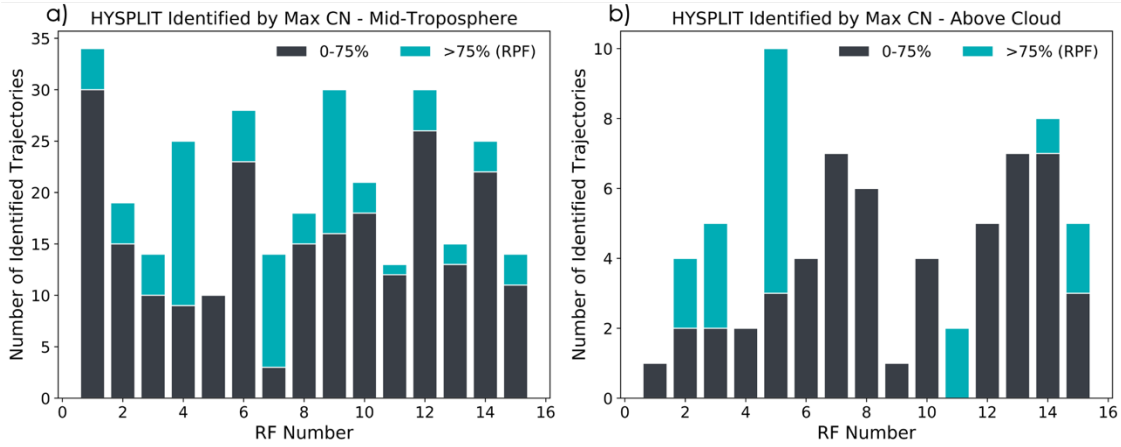 a) HYSPLIT Identified by Max CN - Mid-Troposphere
0-75% >75% (RPF)
Number of Identified Trajectories
35
30
25
20
15
10
5
0
0 2 4 6 8 10 12 14 16
RF Number
b) HYSPLIT Identified by Max CN - Above Cloud
0-75% >75% (RPF)
Number of Identified Trajectories
10
8
6
4
2
0
0 2 4 6 8 10 12 14 16
RF Number